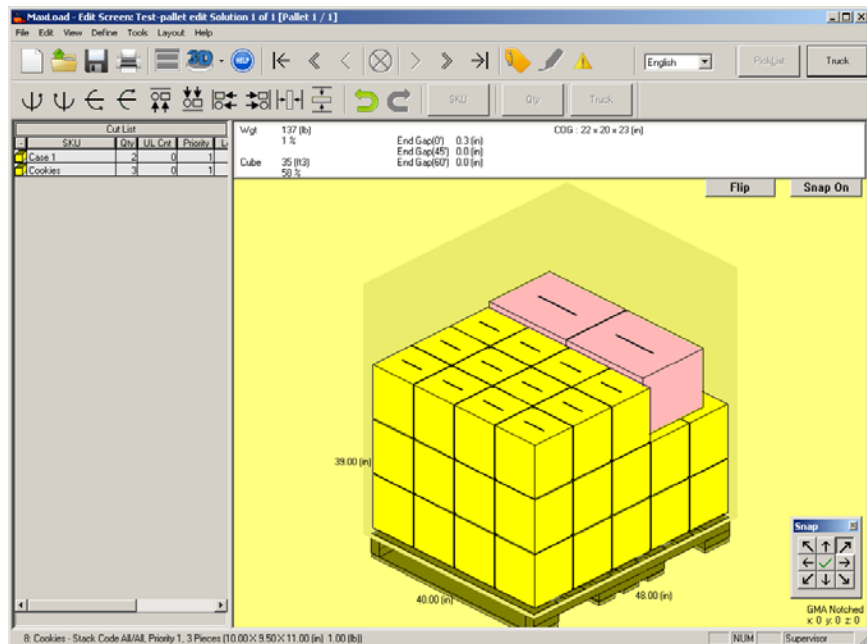 MaxLoad - Edit Screen: Test-pallet edit Solution 1 of 1 [Pallet 1 / 1]
File Edit View Define Tools Layout Help
3D HELP English PickList Truck
SKU Qty Truck
Cut List
- SKU Qty UL Cnt Priority L
Case 1 2 0 1
Cookies 3 0 1
Wgt 137 (lb) COG : 22 x 20 x 23 (in)
1 % End Gap(0') 0.3 (in)
End Gap(45') 0.0 (in)
Cube 35 (ft3) End Gap(60') 0.0 (in)
58 %
Flip Snap On
39.00 (in)
40.00 (in) 48.00 (in)
Snap
GMA Notched
x: 0 y: 0 z: 0
8: Cookies - Stack Code All/All, Priority 1, 3 Pieces (10.00 X 9.50 X 11.00 (in) 1.00 (lb)) NUM Supervisor